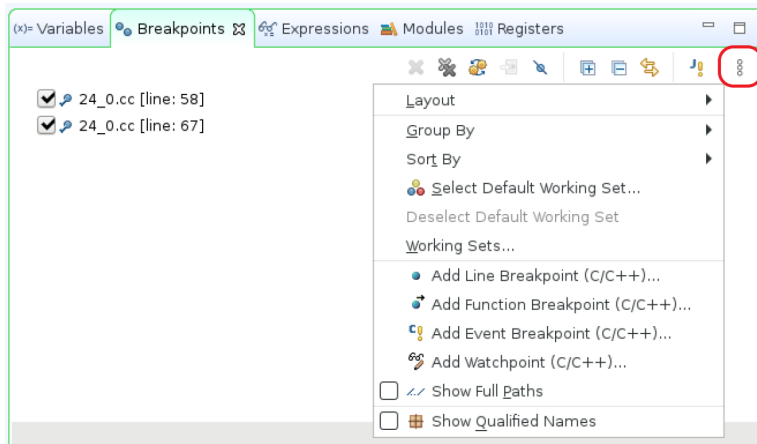 (x)= Variables Breakpoints Expressions Modules 1010 0101 Registers
J
24_0.cc [line: 58]
24_0.cc [line: 67]
Layout
Group By
Sort By
Select Default Working Set...
Deselect Default Working Set
Working Sets...
Add Line Breakpoint (C/C++)...
Add Function Breakpoint (C/C++)...
Add Event Breakpoint (C/C++)...
Add Watchpoint (C/C++)...
Show Full Paths
Show Qualified Names